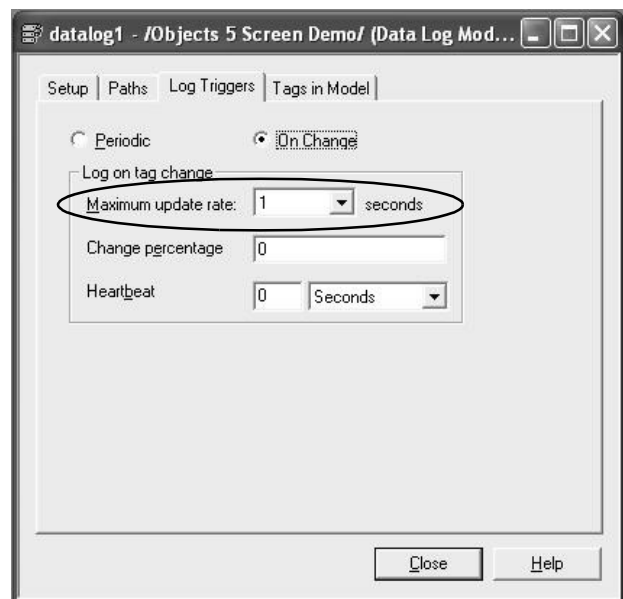 datalog1 - /Objects 5 Screen Demo/ (Data Log Mod...
Setup Paths Log Triggers Tags in Model
Periodic On Change
Log on tag change
Maximum update rate: 1 seconds
Change percentage 0
Heartbeat 0 Seconds
Close Help